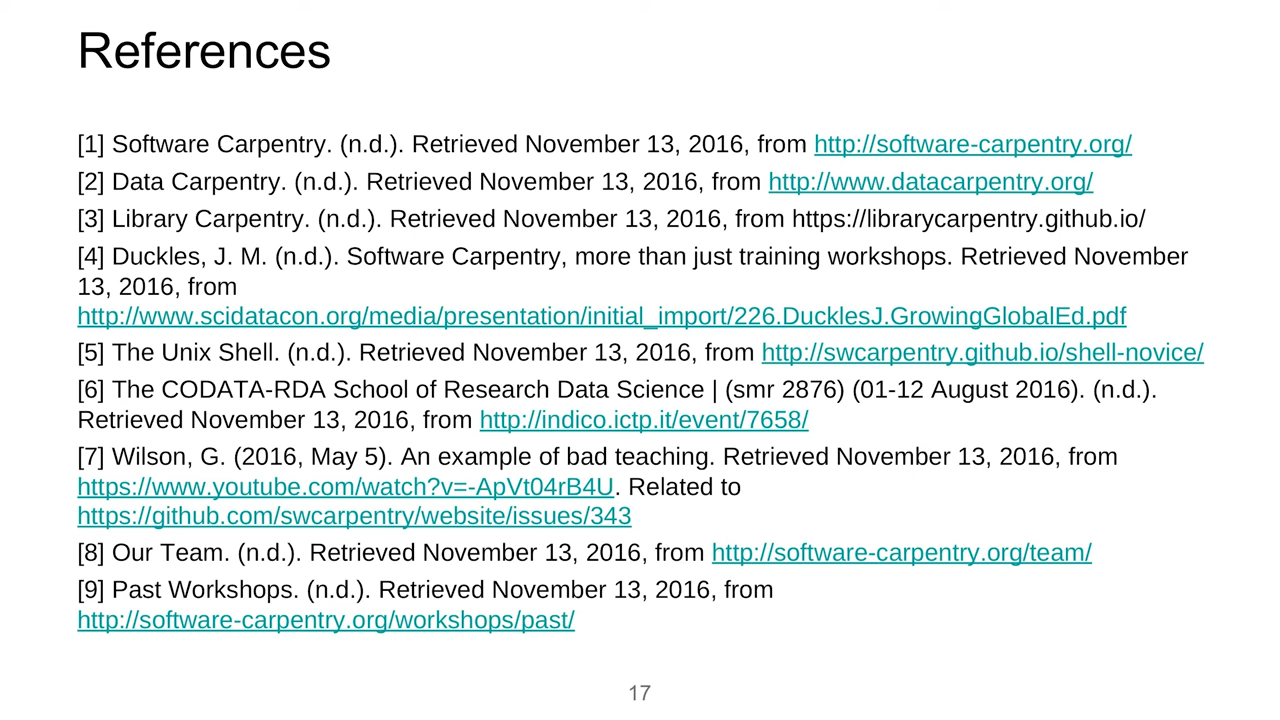 References
[1] Software Carpentry. (n.d.). Retrieved November 13, 2016, from http://software-carpentry.org/
[2] Data Carpentry. (n.d.). Retrieved November 13, 2016, from http://www.datacarpentry.org/
[3] Library Carpentry. (n.d.). Retrieved November 13, 2016, from https://librarycarpentry.github.io/
[4] Duckles, J. M. (n.d.). Software Carpentry, more than just training workshops. Retrieved November
13, 2016, from
http://www.scidatacon.org/media/presentation/initial_import/226.DucklesJ.GrowingGlobalEd.pdf
[5] The Unix Shell. (n.d.). Retrieved November 13, 2016, from http://swcarpentry.github.io/shell-novice/
[6] The CODATA-RDA School of Research Data Science | (smr 2876) (01-12 August 2016). (n.d.).
Retrieved November 13, 2016, from http://indico.ictp.it/event/7658/
[7] Wilson, G. (2016, May 5). An example of bad teaching. Retrieved November 13, 2016, from
https://www.youtube.com/watch?v=-ApVt04rB4U. Related to
https://github.com/swcarpentry/website/issues/343
[8] Our Team. (n.d.). Retrieved November 13, 2016, from http://software-carpentry.org/team/
[9] Past Workshops. (n.d.). Retrieved November 13, 2016, from
http://software-carpentry.org/workshops/past/
17